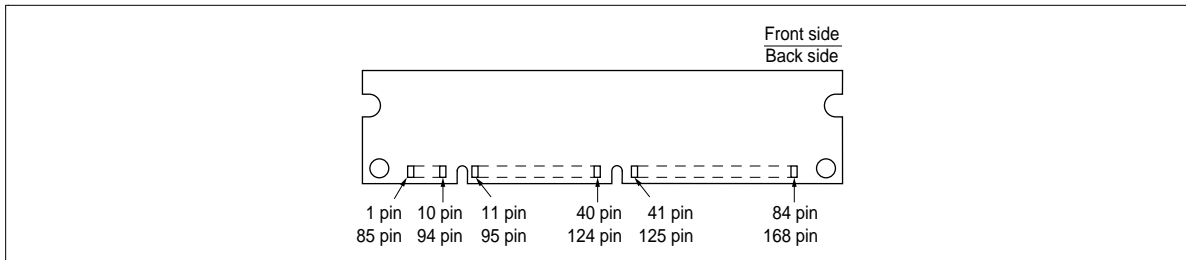 Front side
Back side
1 pin 10 pin 11 pin 40 pin 41 pin 84 pin
85 pin 94 pin 95 pin 124 pin 125 pin 168 pin